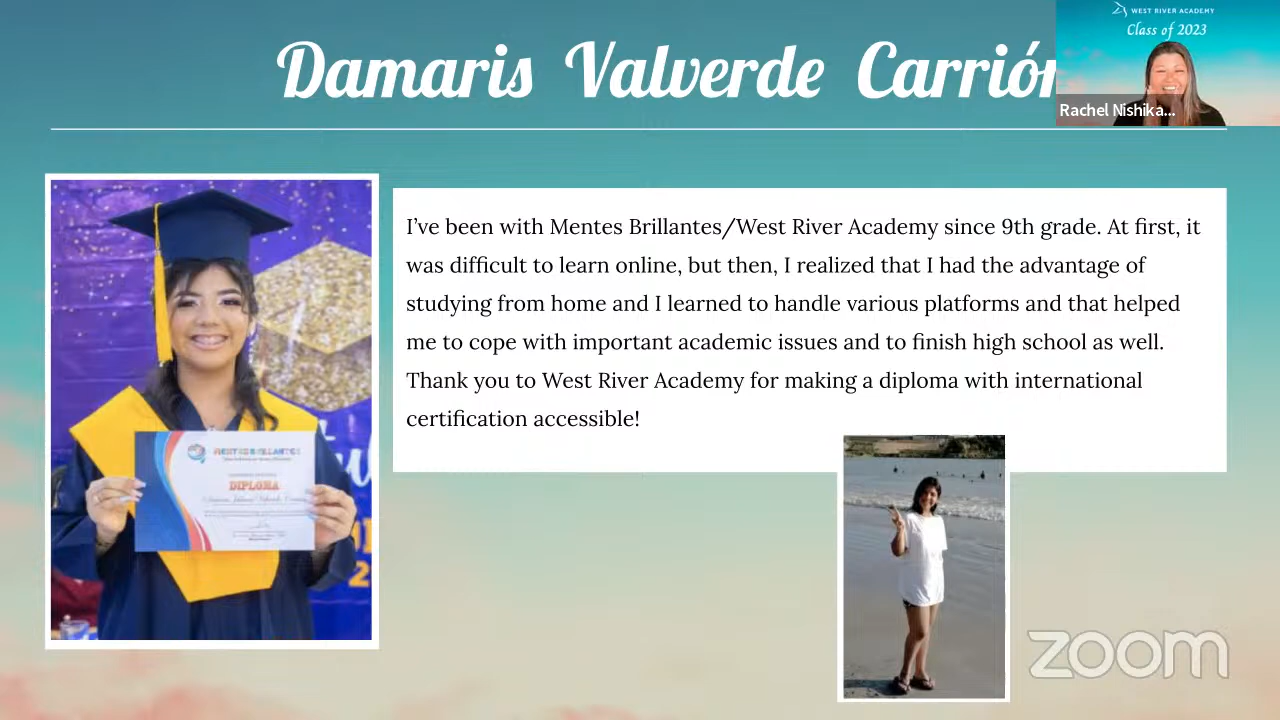 Damaris Valverde Carrión
WEST RIVER ACADEMY
Class of 2023
Rachel Nishika...
I've been with Mentes Brillantes/West River Academy since 9th grade. At first, it
was difficult to learn online, but then, I realized that I had the advantage of
studying from home and I learned to handle various platforms and that helped
me to cope with important academic issues and to finish high school as well.
Thank you to West River Academy for making a diploma with international
certification accessible!
MENTES BRILLANTES
DIPLOMA
zoom